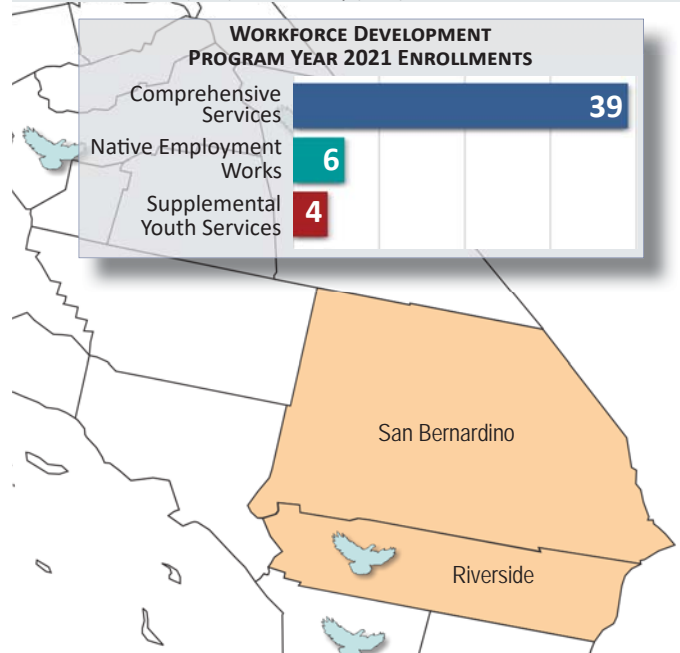 WORKFORCE DEVELOPMENT
PROGRAM YEAR 2021 ENROLLMENTS
Comprehensive
Services
39
Native Employment
Works
6
Supplemental
Youth Services
4
San Bernardino
Riverside